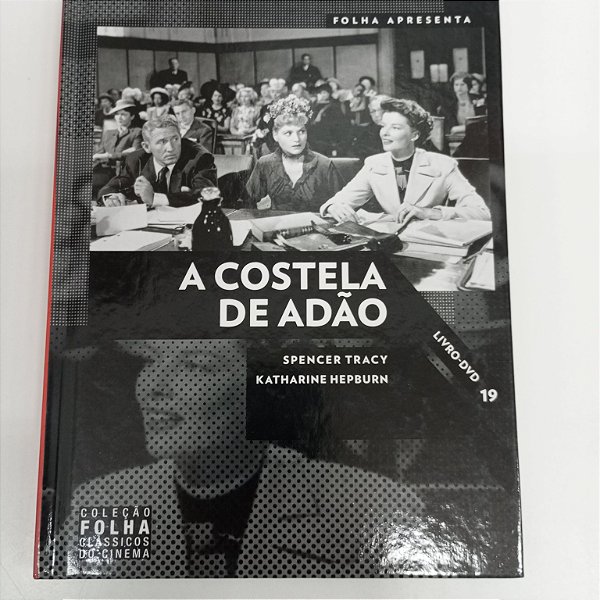 FOLHA APRESENTA
A COSTELA
DE ADÃO
SPENCER TRACY
KATHARINE HEPBURN
LIVRO-DVD
19
COLEÇÃO
FOLHA
CLÁSSICOS
DO CINEMA